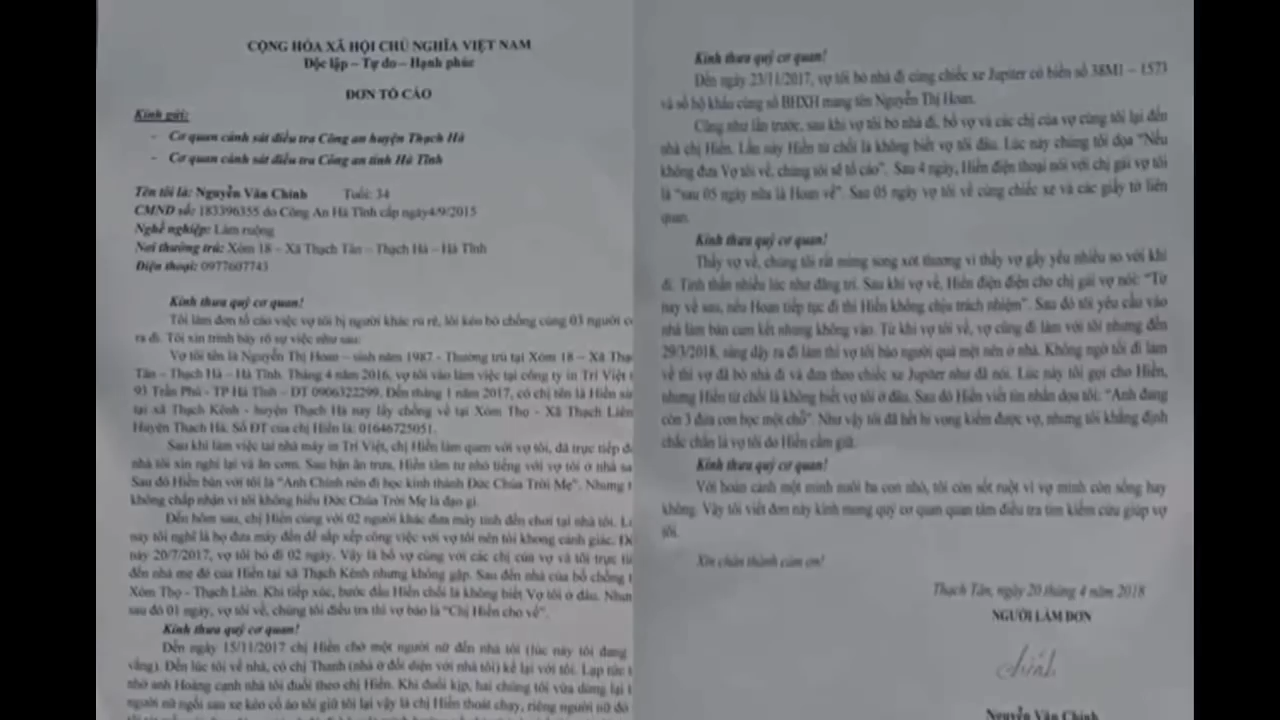 CỘNG HÒA XÃ HỘI CHỦ NGHĨA VIỆT NAM
Độc lập – Tự do – Hạnh phúc
ĐƠN TỐ CÁO
Kính gửi:
- Cơ quan cảnh sát điều tra Công an huyện Thạch Hà
- Cơ quan cảnh sát điều tra Công an tỉnh Hà Tĩnh
Tên tôi là: Nguyễn Văn Chính Tuổi: 34
CMND số: 183396355 do Công An Hà Tĩnh cấp ngày4/9/2015
Nghề nghiệp: Làm ruộng
Nơi thường trú: Xóm 18 – Xã Thạch Tân – Thạch Hà – Hà Tĩnh
Điện thoại: 0977607743
Kính thưa quý cơ quan!
Tôi làm đơn tố cáo việc vợ tôi bị người khác rủ rê, lôi kéo bỏ chồng cùng 03 người c
ra đi. Tôi xin trình bày rõ sự việc như sau:
Vợ tôi tên là Nguyễn Thị Hoan – sinh năm 1987 - Thường trú tại Xóm 18 – Xã Thạ
Tân – Thạch Hà – Hà Tĩnh. Tháng 4 năm 2016, vợ tôi vào làm việc tại công ty in Trí Việt
93 Trần Phú - TP Hà Tĩnh – ĐT 0906322299. Đến tháng 1 năm 2017, có chị tên là Hiền
tại xã Thạch Kênh - huyện Thạch Hà nay lấy chồng về tại Xóm Thọ - Xã Thạch Liên
Huyện Thạch Hà. Số ĐT của chị Hiền là: 01646725051.
Sau khi làm việc tại nhà máy in Trí Việt, chị Hiền làm quen với vợ tôi, đã trực tiếp đ
nhà tôi xin nghỉ lại và ăn cơm. Sau bận ăn trưa, Hiền tâm tư nhỏ tiếng với vợ tôi ở nhà sa
Sau đó Hiền bàn với tôi là "Anh Chính nên đi học kinh thánh Đức Chúa Trời Mẹ". Nhưng t
không chấp nhận vì tôi không hiểu Đức Chúa Trời Mẹ là đạo gì.
Đến hôm sau, chị Hiền cùng với 02 người khác đưa máy tính đến chơi tại nhà tôi. L
này tôi nghĩ là họ đưa máy đến để sắp xếp công việc với vợ tôi nên tôi khong cảnh giác. Đ
này 20/7/2017, vợ tôi bỏ đi 02 ngày. Vậy là bố vợ cùng với các chị của vợ và tôi trực t
đến nhà mẹ đẻ của Hiền tại xã Thạch Kênh nhưng không gặp. Sau đến nhà của bố chồng t
Xóm Thọ - Thạch Liên. Khi tiếp xúc, bước đầu Hiền chối là không biết Vợ tôi ở đâu. Như
sau đó 01 ngày, vợ tôi về, chúng tôi điều tra thì vợ bảo là "Chị Hiền cho về".
Kính thưa quý cơ quan!
Đến ngày 15/11/2017 chị Hiền chở một người nữ đến nhà tôi (lúc này tôi đang
vắng). Đến lúc tôi về nhà, có chị Thanh (nhà ở đối diện với nhà tôi) kể lại với tôi. Lạp tức t
nhờ anh Hoàng cạnh nhà tôi đuổi theo chị Hiền. Khi đuổi kịp, hai chúng tôi vừa dừng lại t
người nữ ngồi sau xe kéo cổ áo tôi giữ tôi lại vậy là chị Hiền thoát chạy, riêng người nữ đó
Kính thưa quý cơ quan!
Đến ngày 23/11/2017, vợ tôi bỏ nhà đi cùng chiếc xe Jupiter có biển số 38M1 – 1573
và sổ hộ khẩu cùng sổ BHXH mang tên Nguyễn Thị Hoan.
Cũng như lần trước, sau khi vợ tôi bỏ nhà đi, bố vợ và các chị của vợ cùng tôi lại đến
nhà chị Hiền. Lần này Hiền từ chối là không biết vợ tôi đâu. Lúc này chúng tôi dọa "Nếu
không đưa Vợ tôi về, chúng tôi sẽ tố cáo". Sau 4 ngày, Hiền điện thoại nói với chị gái vợ tôi
là "sau 05 ngày nữa là Hoan về". Sau 05 ngày vợ tôi về cùng chiếc xe và các giấy tờ liên
quan.
Kính thưa quý cơ quan!
Thấy vợ về, chúng tôi rất mừng song xót thương vì thấy vợ gầy yếu nhiều so với khi
đi. Tinh thần nhiều lúc như đãng trí. Sau khi vợ về, Hiền điện điện cho chị gái vợ nói: "Từ
nay về sau, nếu Hoan tiếp tục đi thì Hiền không chịu trách nhiệm". Sau đó tôi yêu cầu vào
nhà làm bản cam kết nhưng không vào. Từ khi vợ tôi về, vợ cũng đi làm với tôi nhưng đến
29/3/2018, sáng dậy ra đi làm thì vợ tôi bảo người quá mệt nên ở nhà. Không ngờ tôi đi làm
về thì vợ đã bỏ nhà đi và đưa theo chiếc xe Jupiter như đã nói. Lúc này tôi gọi cho Hiền,
nhưng Hiền từ chối là không biết vợ tôi ở đâu. Sau đó Hiền viết tin nhắn dọa tôi: "Anh đang
còn 3 đứa con học một chỗ". Như vậy tôi đã hết hi vọng kiếm được vợ, nhưng tôi khẳng định
chắc chắn là vợ tôi do Hiền cầm giữ.
Kính thưa quý cơ quan!
Với hoàn cảnh một mình nuôi ba con nhỏ, tôi còn sốt ruột vì vợ mình còn sống hay
không. Vậy tôi viết đơn này kính mong quý cơ quan quan tâm điều tra tìm kiếm cứu giúp vợ
tôi.
Xin chân thành cảm ơn!
Thạch Tân, ngày 20 tháng 4 năm 2018
NGƯỜI LÀM ĐƠN
Chính
Nguyễn Văn Chính